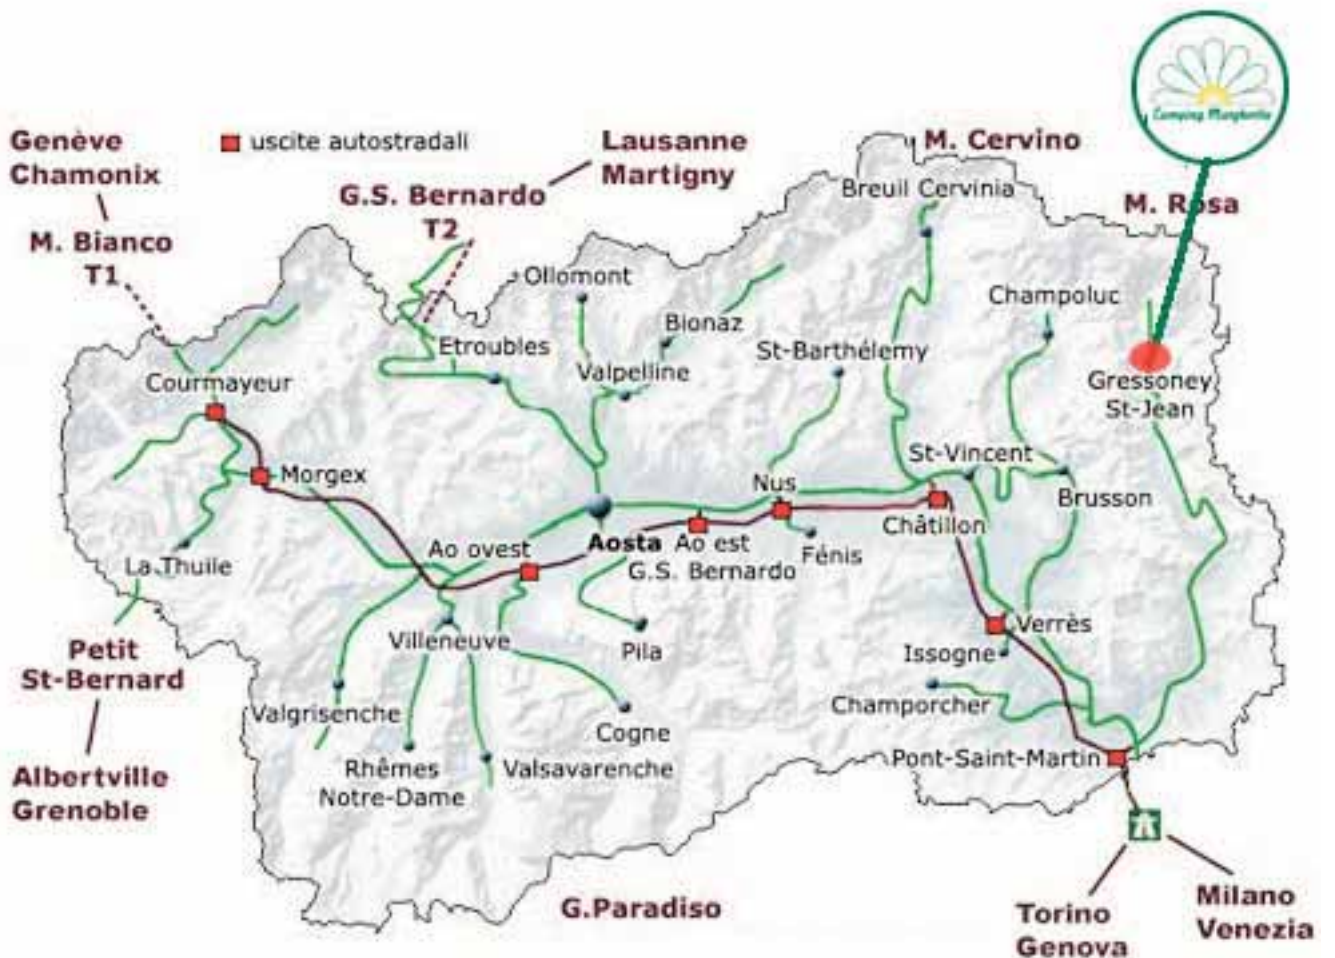 Camping Margherita
Genève
Chamonix
uscite autostradali
Lausanne
Martigny
M. Cervino
G.S. Bernardo
T2
Breuil Cervinia
M. Rosa
M. Bianco
T1
Ollomont
Champoluc
Bionaz
Etroubles
St-Barthélemy
Valpelline
Courmayeur
Gressoney
St-Jean
St-Vincent
Morgex
Nus
Brusson
Châtillon
Ao ovest
Aosta
Ao est
G.S. Bernardo
Fénis
La Thuile
Villeneuve
Pila
Verrès
Issogne
Petit
St-Bernard
Valgrisenche
Cogne
Champorcher
Rhêmes
Notre-Dame
Valsavarenche
Pont-Saint-Martin
Albertville
Grenoble
G.Paradiso
Torino
Genova
Milano
Venezia